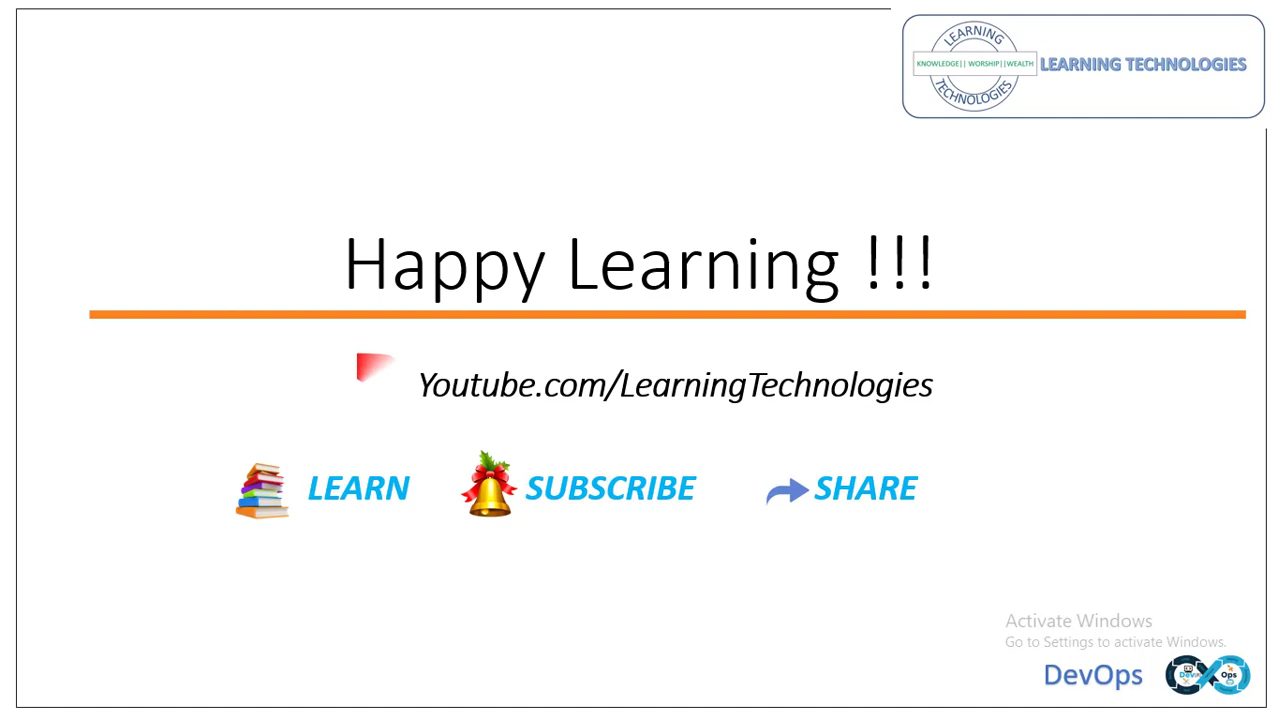 LEARNING
KNOWLEDGE|| WORSHIP||WEALTH
TECHNOLOGIES
LEARNING TECHNOLOGIES
Happy Learning !!!
Youtube.com/LearningTechnologies
LEARN SUBSCRIBE SHARE
Activate Windows
Go to Settings to activate Windows.
DevOps
Dev Ops